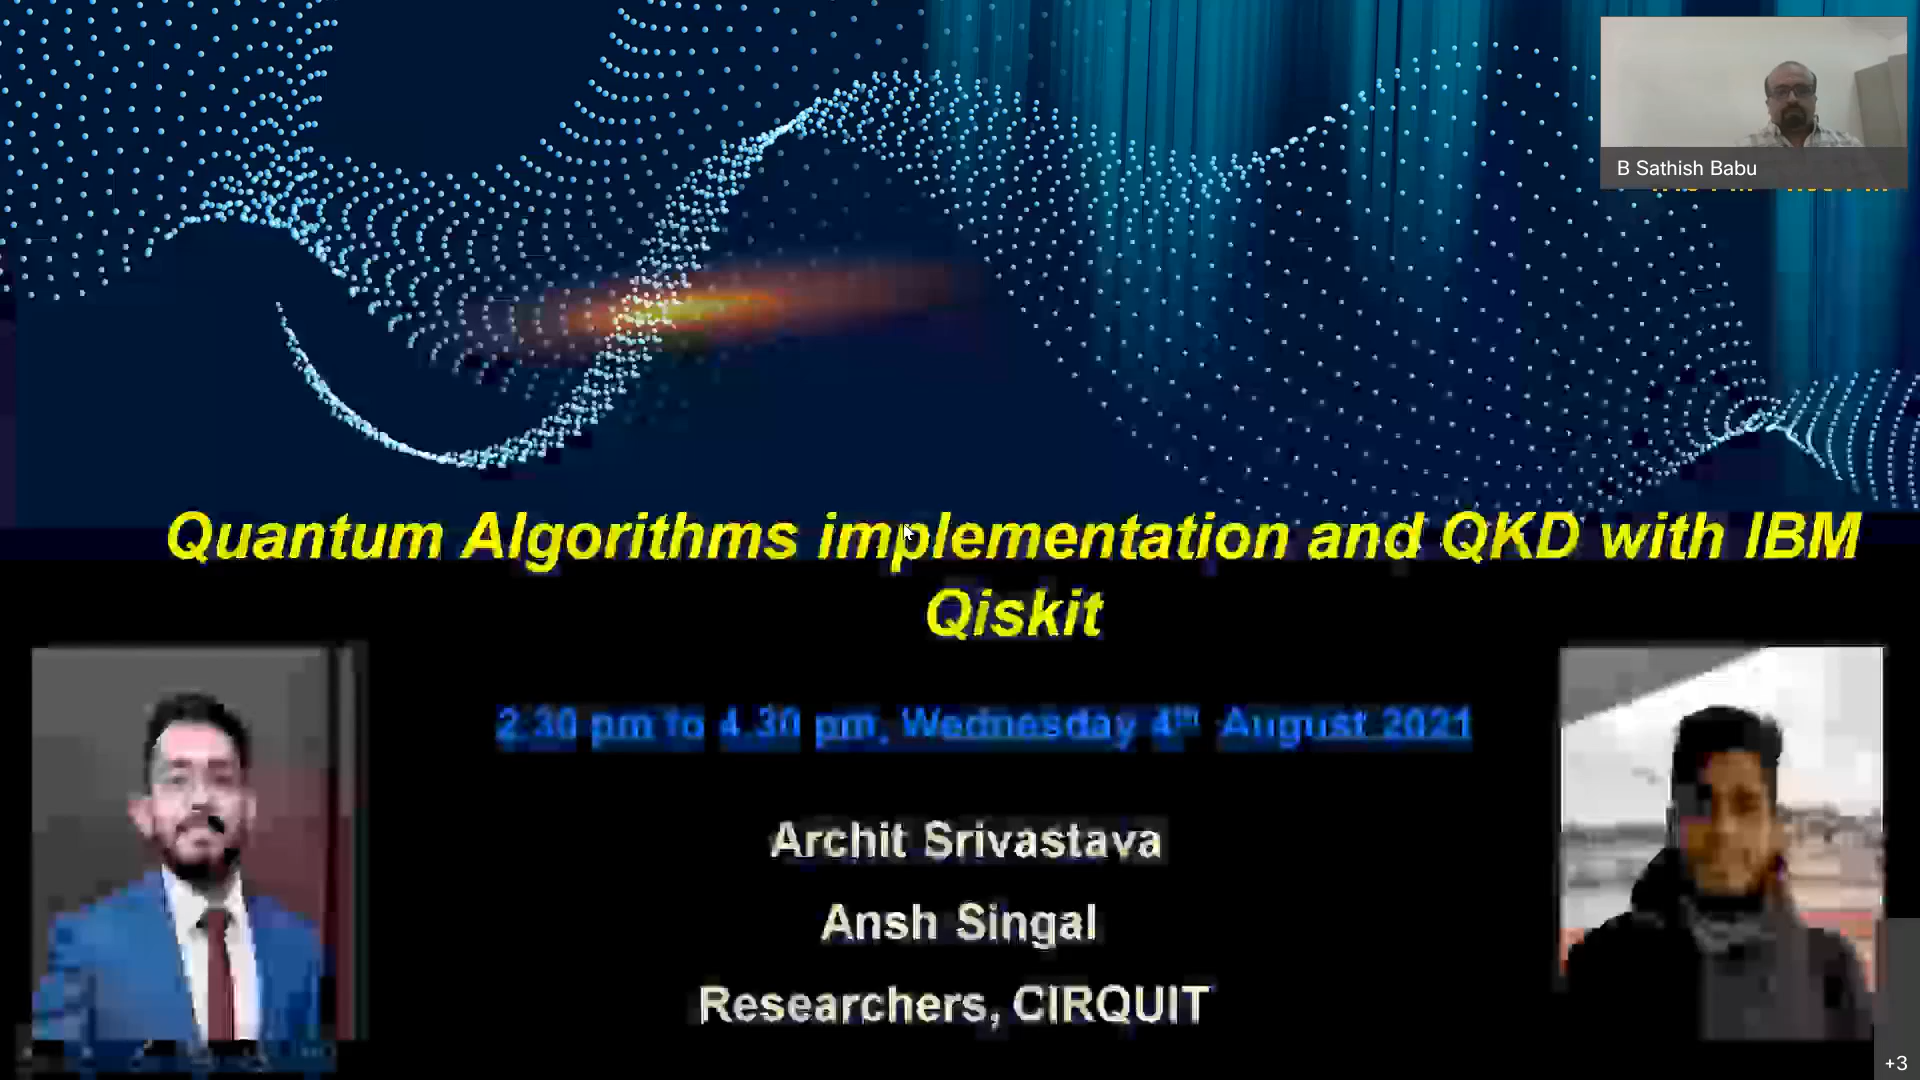 B Sathish Babu
Quantum Algorithms implementation and QKD with IBM
Qiskit
2.30 pm to 4.30 pm, Wednesday 4th August 2021
Archit Srivastava
Ansh Singal
Researchers, CIRQUIT
+3